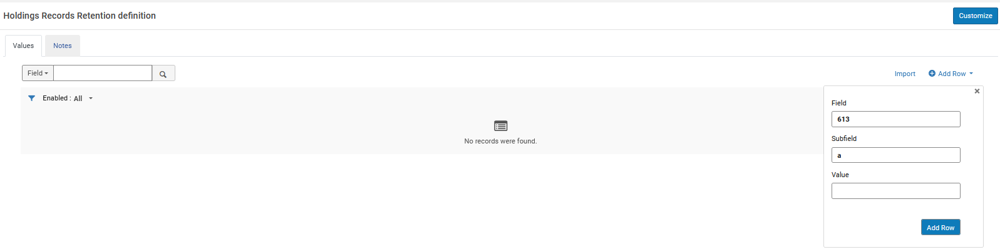 Holdings Records Retention definition
Customize
Values
Notes
Field
Import
Add Row
Enabled : All
No records were found.
Field
613
Subfield
a
Value
Add Row